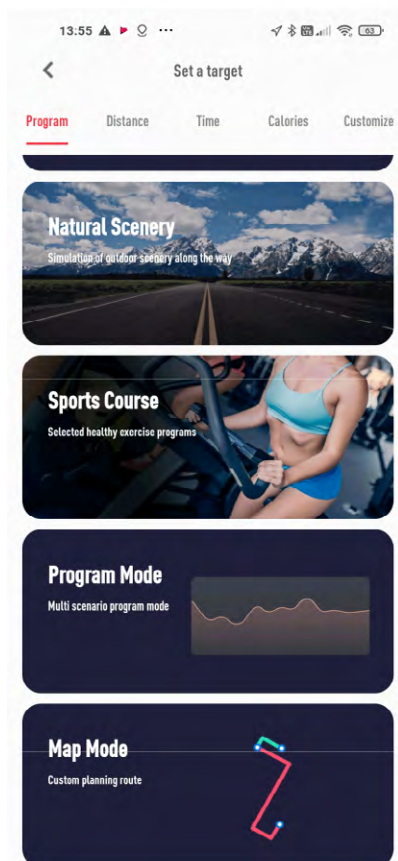 13:55
63
Set a target
Program Distance Time Calories Customize
Natural Scenery
Simulation of outdoor scenery along the way
Sports Course
Selected healthy exercise programs
Program Mode
Multi scenario program mode
Map Mode
Custom planning route